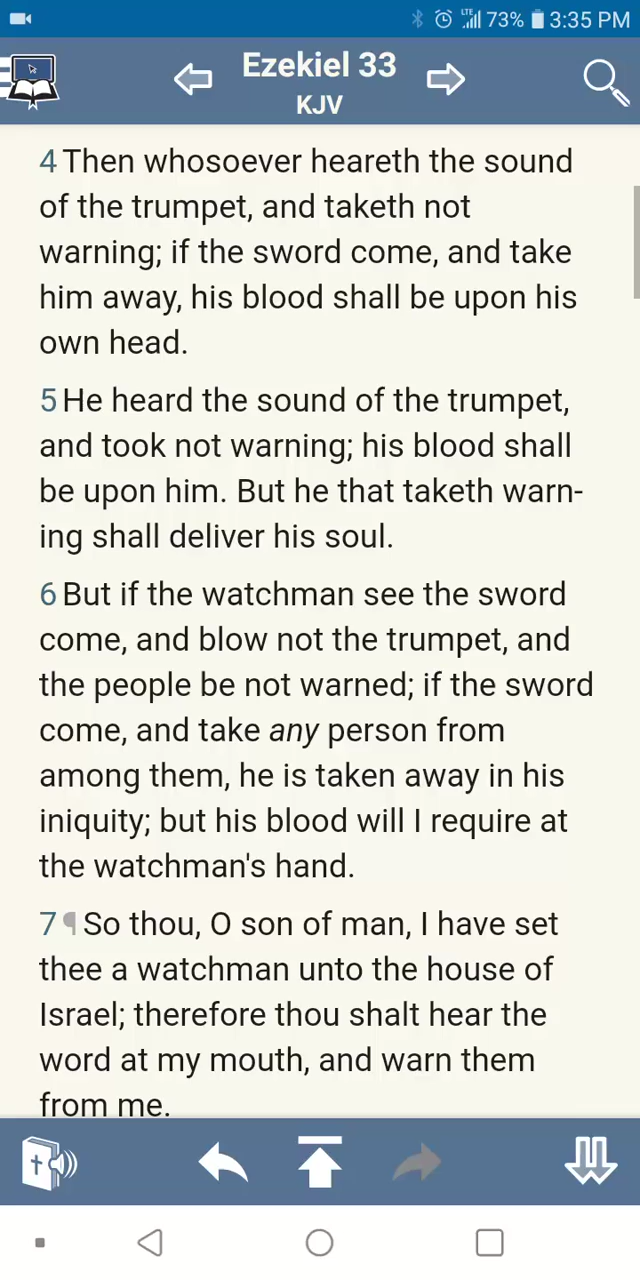 LTE 73% 3:35 PM
Ezekiel 33
KJV
4 Then whosoever heareth the sound
of the trumpet, and taketh not
warning; if the sword come, and take
him away, his blood shall be upon his
own head.
5 He heard the sound of the trumpet,
and took not warning; his blood shall
be upon him. But he that taketh warn-
ing shall deliver his soul.
6 But if the watchman see the sword
come, and blow not the trumpet, and
the people be not warned; if the sword
come, and take any person from
among them, he is taken away in his
iniquity; but his blood will I require at
the watchman's hand.
7 ¶ So thou, O son of man, I have set
thee a watchman unto the house of
Israel; therefore thou shalt hear the
word at my mouth, and warn them
from me.